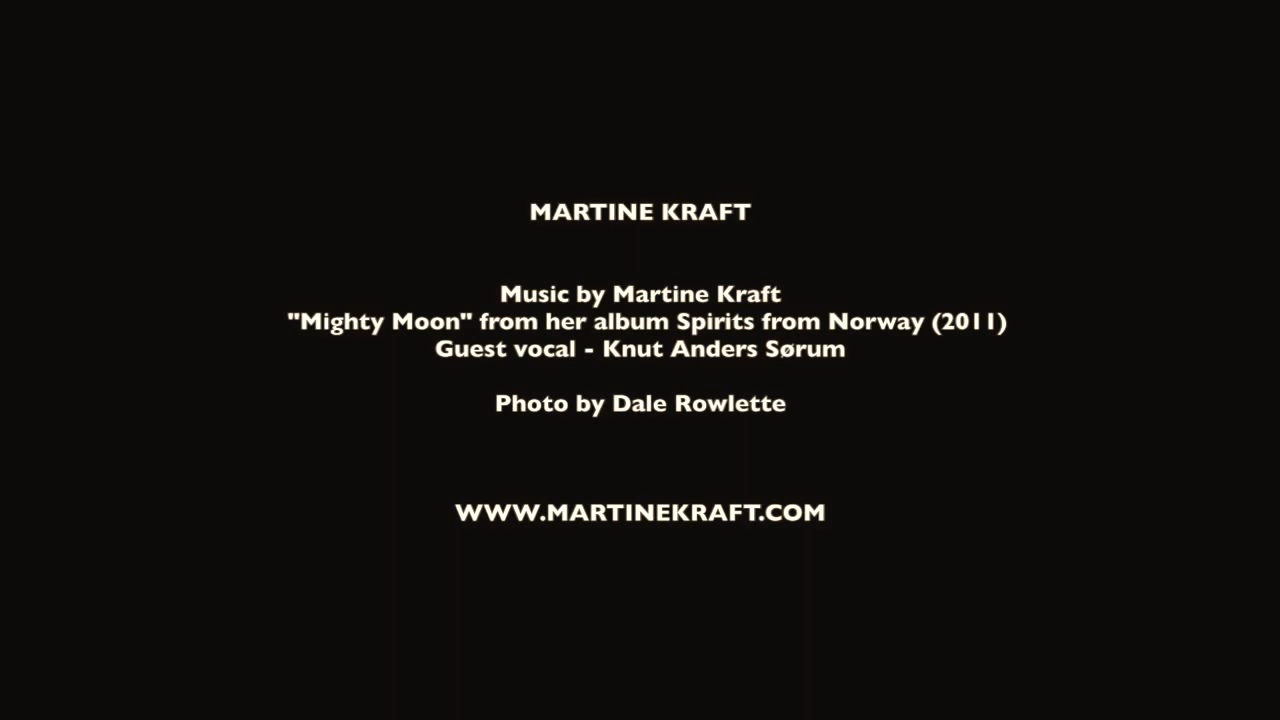 MARTINE KRAFT
Music by Martine Kraft
"Mighty Moon" from her album Spirits from Norway (2011)
Guest vocal - Knut Anders Sørum
Photo by Dale Rowlette
WWW.MARTINEKRAFT.COM